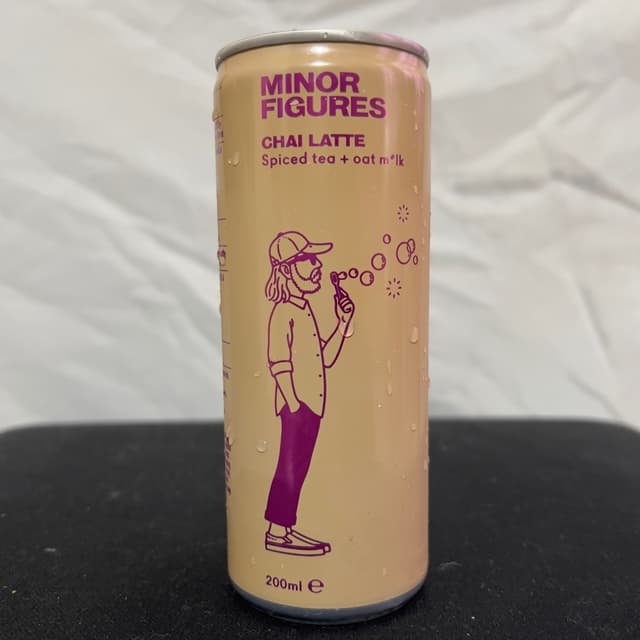 MINOR
FIGURES
CHAI LATTE
Spiced tea + oat m*lk
200ml ℮